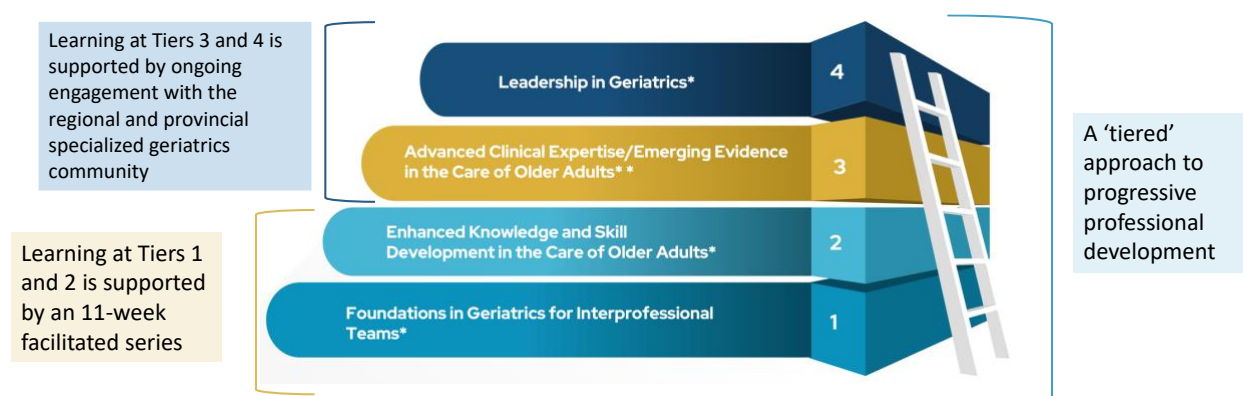 Learning at Tiers 3 and 4 is
supported by ongoing
engagement with the
regional and provincial
specialized geriatrics
community
Learning at Tiers 1
and 2 is supported
by an 11-week
facilitated series
Leadership in Geriatrics*
4
Advanced Clinical Expertise/Emerging Evidence
in the Care of Older Adults* *
3
Enhanced Knowledge and Skill
Development in the Care of Older Adults*
2
Foundations in Geriatrics for Interprofessional
Teams*
1
A ‘tiered’
approach to
progressive
professional
development